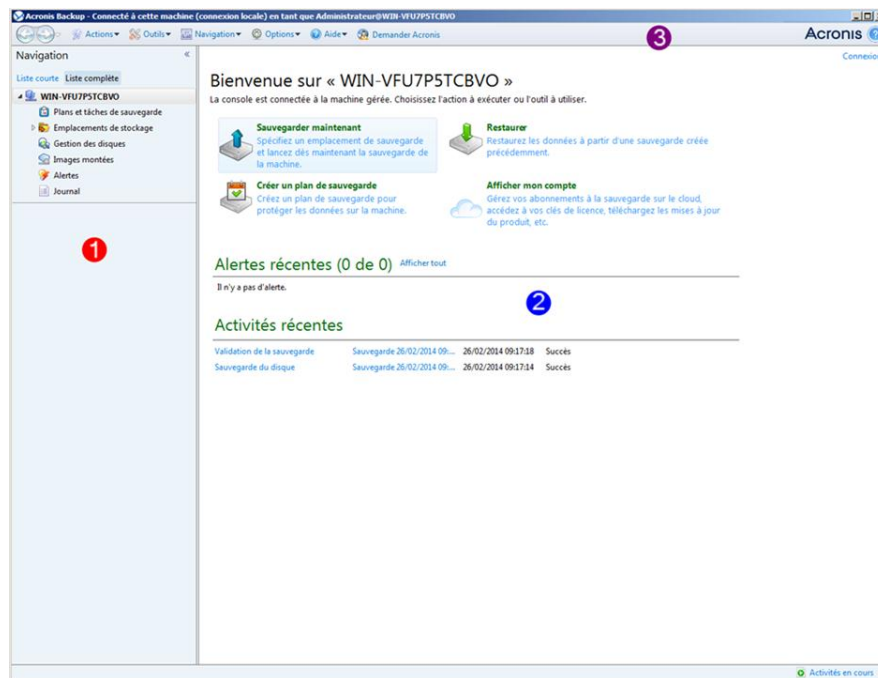 Acronis Backup - Connecté à cette machine (connexion locale) en tant que Administrateur@WIN-VFU7P5TCBVO
Actions Outils Navigation Options Aide Demander Acronis
3
Acronis
Navigation
Connexion
Liste courte Liste complète
WIN-VFU7P5TCBVO
Plans et tâches de sauvegarde
Emplacements de stockage
Gestion des disques
Images montées
Alertes
Journal
1
Bienvenue sur « WIN-VFU7P5TCBVO »
La console est connectée à la machine gérée. Choisissez l'action à exécuter ou l'outil à utiliser.
Sauvegarder maintenant
Spécifiez un emplacement de sauvegarde
et lancez dès maintenant la sauvegarde de
la machine.
Restaurer
Restaurez les données à partir d'une sauvegarde créée
précédemment.
Créer un plan de sauvegarde
Créez un plan de sauvegarde pour
protéger les données sur la machine.
Afficher mon compte
Gérez vos abonnements à la sauvegarde sur le cloud,
accédez à vos clés de licence, téléchargez les mises à jour
du produit, etc.
Alertes récentes (0 de 0) Afficher tout
Il n'y a pas d'alerte.
2
Activités récentes
Validation de la sauvegarde Sauvegarde 26/02/2014 09:... 26/02/2014 09:17:18 Succès
Sauvegarde du disque Sauvegarde 26/02/2014 09:... 26/02/2014 09:17:14 Succès
Activités en cours